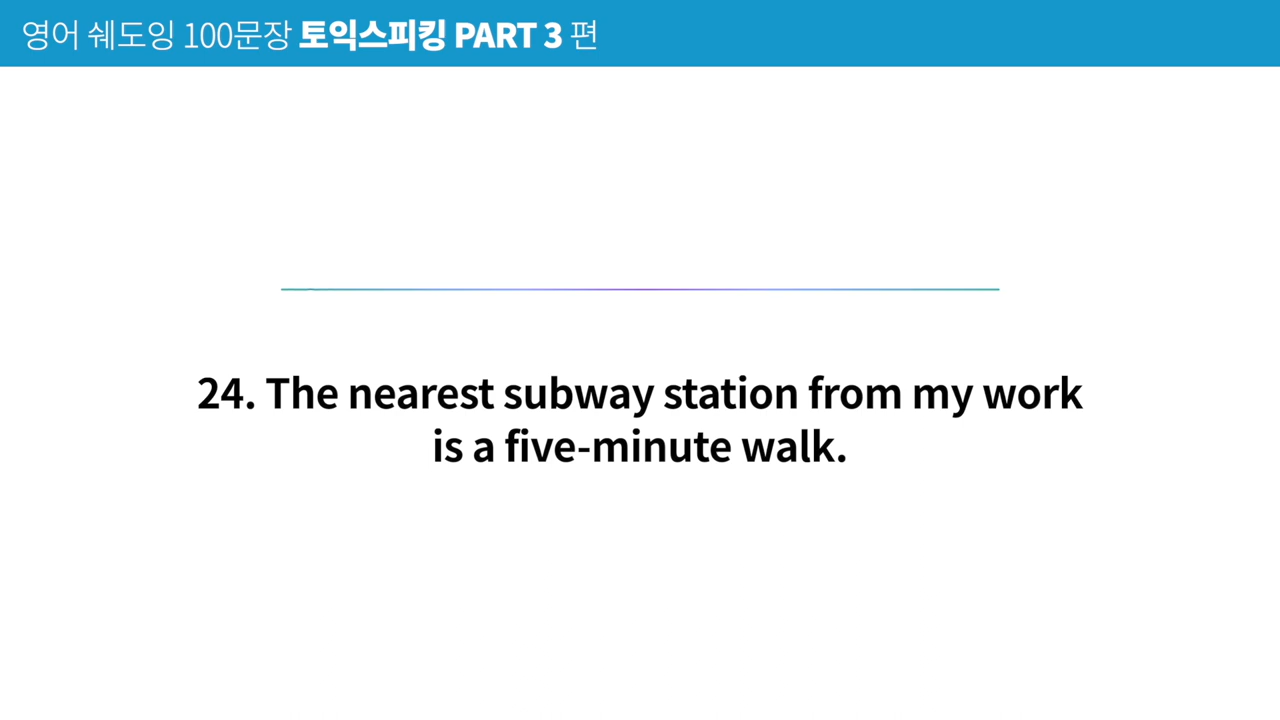 영어 쉐도잉 100문장 토익스피킹 PART 3 편
24. The nearest subway station from my work
is a five-minute walk.